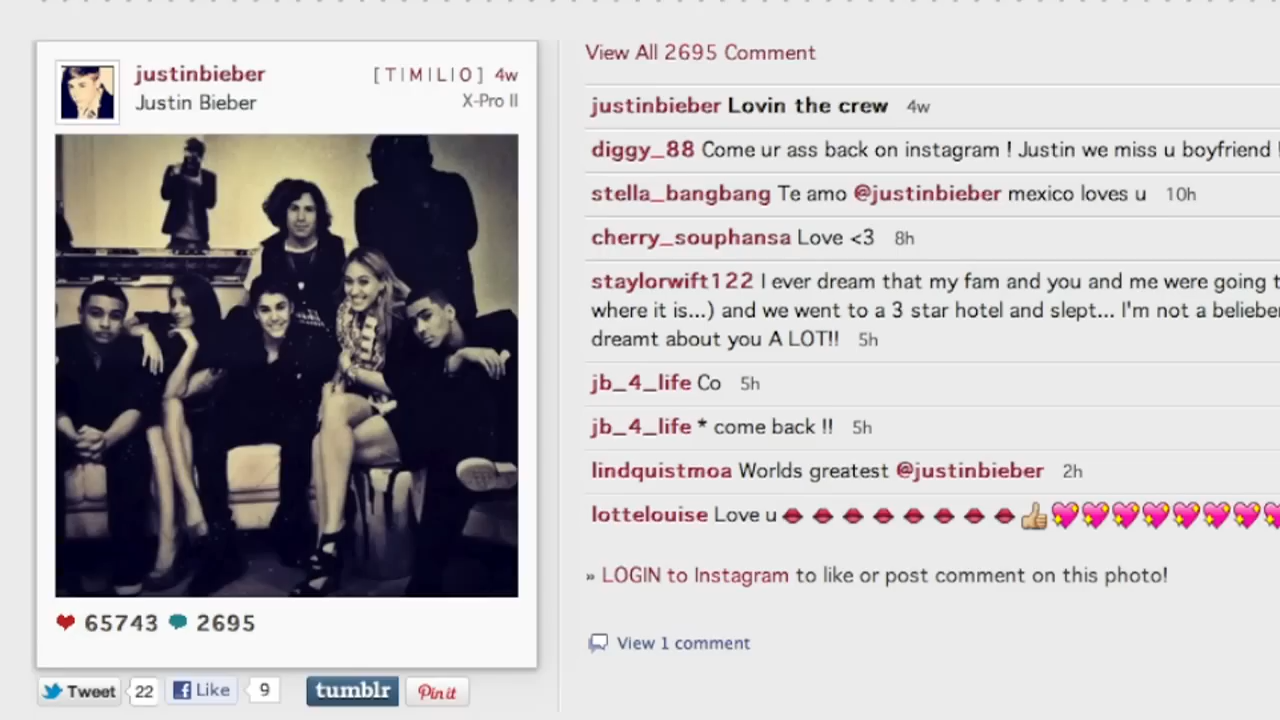 justinbieber [TIMILIO] 4w
Justin Bieber X-Pro II
65743 2695
Tweet 22 Like 9 tumblr Pin it
View All 2695 Comment
justinbieber Lovin the crew 4w
diggy_88 Come ur ass back on instagram ! Justin we miss u boyfriend !
stella_bangbang Te amo @justinbieber mexico loves u 10h
cherry_souphansa Love <3 8h
staylorwift122 I ever dream that my fam and you and me were going t
where it is...) and we went to a 3 star hotel and slept... I'm not a beliebe
dreamt about you A LOT!! 5h
jb_4_life Co 5h
jb_4_life * come back !! 5h
lindquistmoa Worlds greatest @justinbieber 2h
lottelouise Love u 👄👄👄👄👄👄👄👄👍💖💖💖💖💖💖💖💖
» LOGIN to Instagram to like or post comment on this photo!
View 1 comment